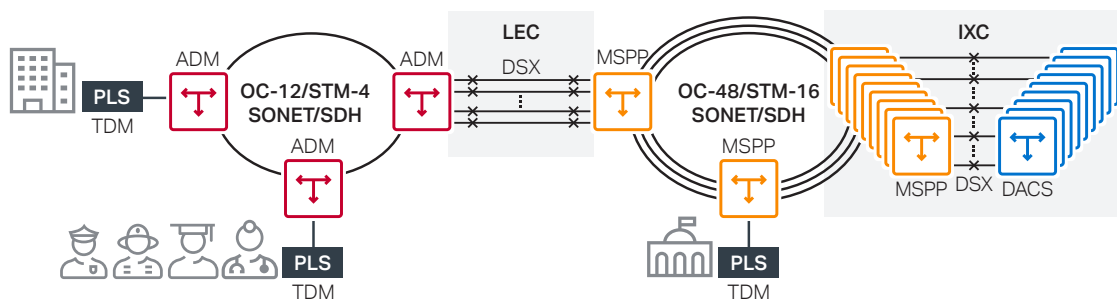 LEC
IXC
ADM
ADM
DSX
MSPP
PLS
TDM
OC-12/STM-4
SONET/SDH
OC-48/STM-16
SONET/SDH
ADM
MSPP
MSPP
DSX
DACS
PLS
TDM
PLS
TDM